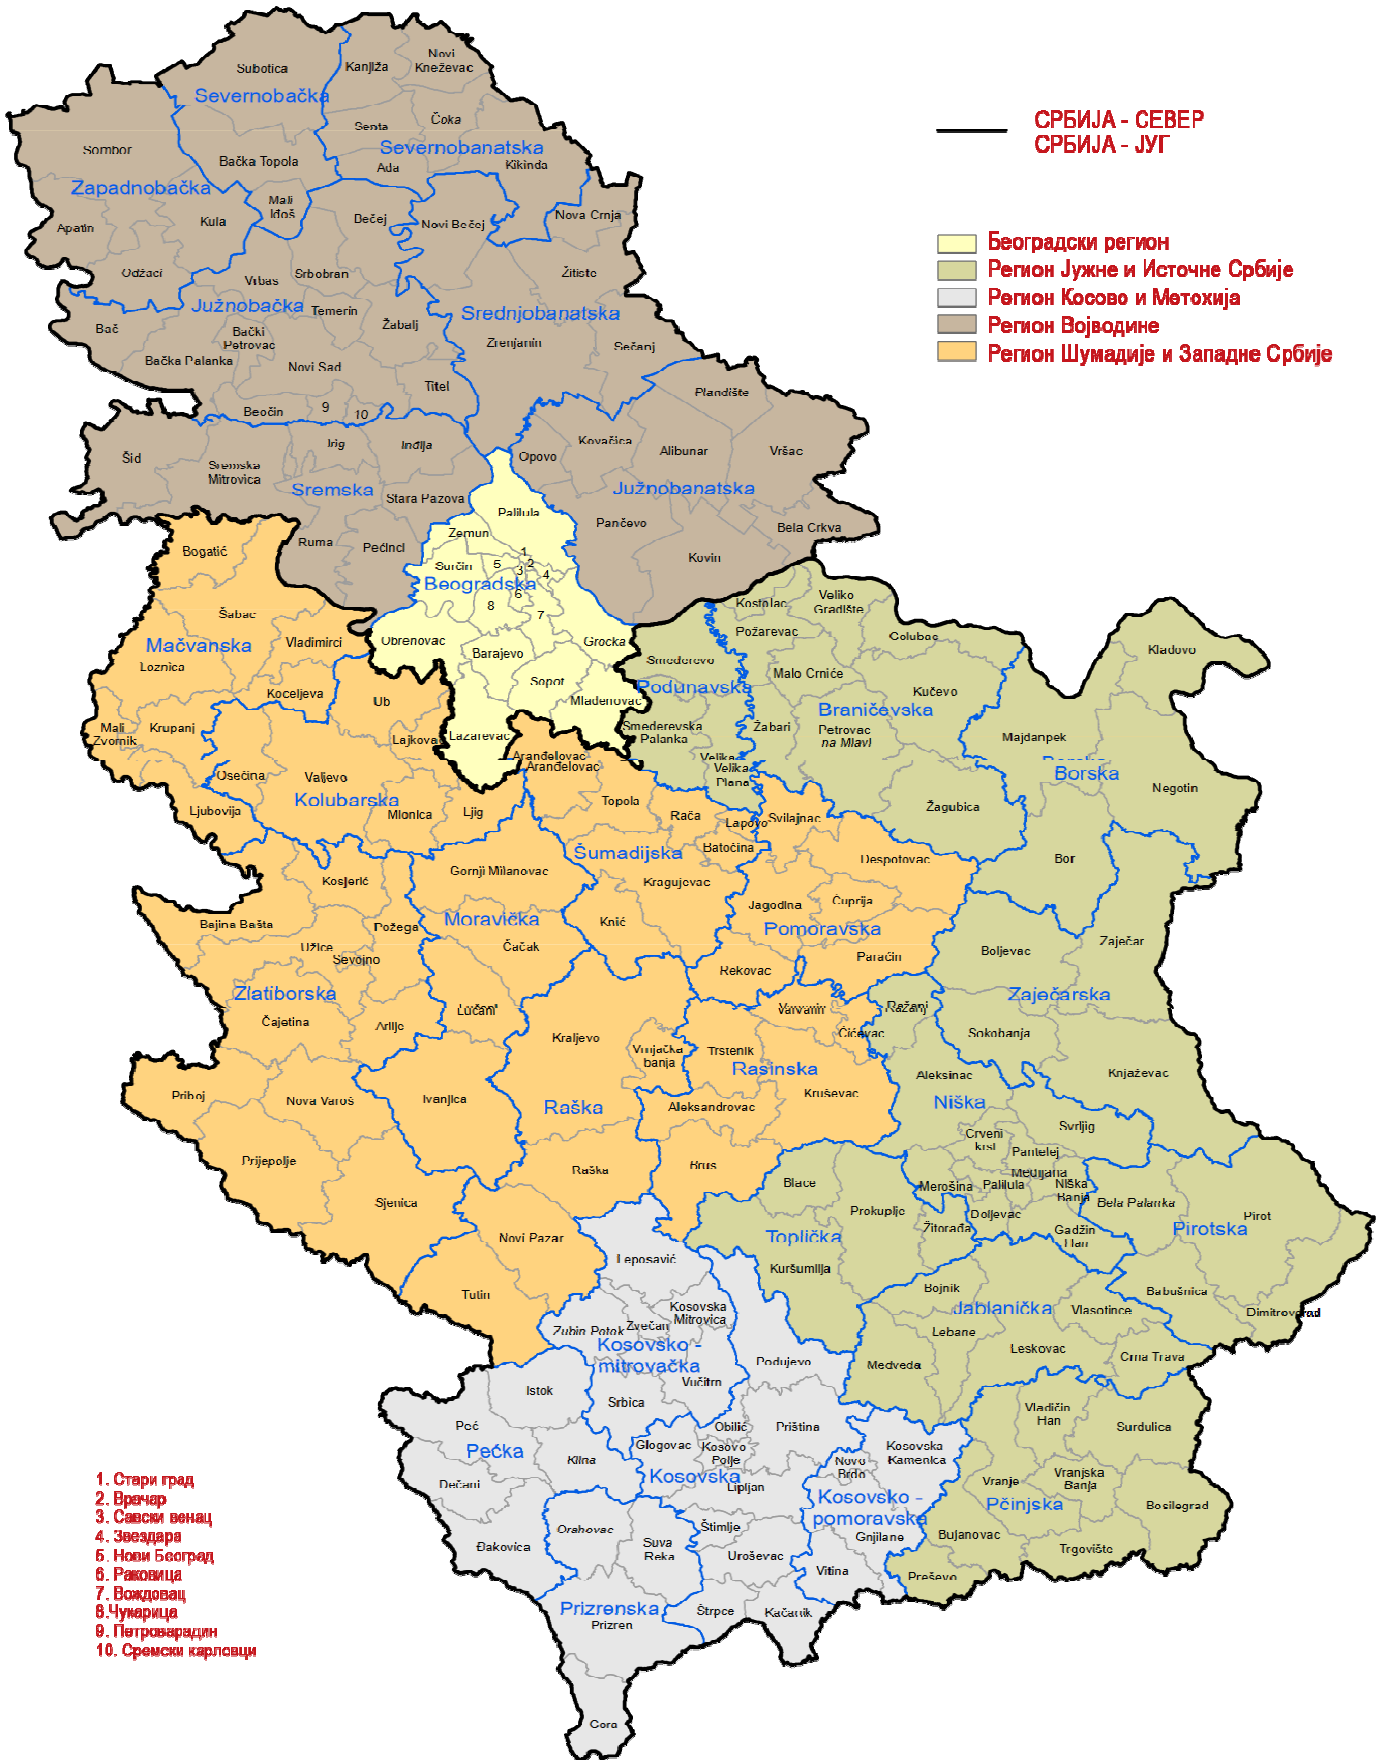 СРБИЈА - СЕВЕР
СРБИЈА - ЈУГ
Београдски регион
Регион Јужне и Источне Србије
Регион Косово и Метохија
Регион Војводине
Регион Шумадије и Западне Србије
Subotica
Severnobačka
Kanjiža
Novi
Kneževac
Senta
Čoka
Severnobanatska
Ada
Kikinda
Sombor
Bačka Topola
Zapadnobačka
Mali
Iđoš
Apatin
Kula
Bečej
Novi Bečej
Nova Crnja
Odžaci
Vrbas
Srbobran
Žitište
Južnobačka
Temerin
Srednjobanatska
Bač
Bački
Petrovac
Žabalj
Zrenjanin
Sečanj
Bačka Palanka
Novi Sad
Titel
Plandište
Beočin
9
10
Šid
Sremska
Mitrovica
Irig
Inđija
Opovo
Kovačica
Alibunar
Vršac
Sremska
Stara Pazova
Južnobanatska
Ruma
Pećinci
Pančevo
Bela Crkva
Kovin
Palilula
Zemun
1
2
Surčin
5
3
4
Beogradska
6
8
7
Obrenovac
Barajevo
Grocka
Sopot
Mladenovac
Lazarevac
Bogatić
Šabac
Mačvanska
Vladimirci
Loznica
Koceljeva
Ub
Mali
Zvornik
Krupanj
Lajkovac
Osečina
Valjevo
Kolubarska
Ljubovija
Mionica
Ljig
Aranđelovac
Aranđelovac
Topola
Rača
Lapovo
Batočina
Šumadijska
Kragujevac
Knić
Kostolac
Veliko
Gradište
Požarevac
Golubac
Smederevo
Malo Crniće
Podunavska
Kučevo
Braničevska
Smederevska
Palanka
Žabari
Petrovac
na Mlavi
Velika
Velika
Plana
Žagubica
Kladovo
Majdanpek
Borska
Borska
Negotin
Bor
Svilajnac
Despotovac
Jagodina
Ćuprija
Pomoravska
Paraćin
Rekovac
Kosjerić
Gornji Milanovac
Bajina Bašta
Požega
Moravička
Užice
Sevojno
Čačak
Zlatiborska
Čajetina
Arilje
Lučani
Priboj
Nova Varoš
Ivanjica
Prijepolje
Sjenica
Kraljevo
Vrnjačka
banja
Raška
Raška
Novi Pazar
Tutin
Varvarin
Ćićevac
Trstenik
Rasinska
Kruševac
Aleksandrovac
Brus
Boljevac
Zaječar
Zaječarska
Sokobanja
Knjaževac
Ražanj
Aleksinac
Niška
Svrljig
Crveni
krst
Pantelej
Medijana
Merošina
Palilula
Niška
Banja
Doljevac
Gadžin
Han
Blace
Prokuplje
Žitorađa
Toplička
Kuršumlija
Bela Palanka
Pirot
Pirotska
Babušnica
Dimitrovgrad
Bojnik
Jablanička
Vlasotince
Lebane
Leskovac
Medveđa
Crna Trava
Vladičin
Han
Surdulica
Vranje
Vranjska
Banja
Pčinjska
Bosilegrad
Bujanovac
Trgovište
Preševo
Leposavić
Kosovska
Mitrovica
Zubin Potok
Zvečan
Kosovsko -
mitrovačka
Vučitrn
Srbica
Podujevo
Istok
Peć
Pećka
Klina
Dečani
Đakovica
Obilić
Priština
Glogovac
Kosovo
Polje
Kosovska
Lipljan
Štimlje
Uroševac
Štrpce
Kačanik
Kosovska
Kamenica
Novo
Brdo
Kosovsko -
pomoravska
Gnjilane
Vitina
Orahovac
Suva
Reka
Prizrenska
Prizren
Gora
1. Стари град
2. Врачар
3. Савски венац
4. Звездара
5. Нови Београд
6. Раковица
7. Вождовац
8.Чукарица
9. Петроварадин
10. Сремски карловци